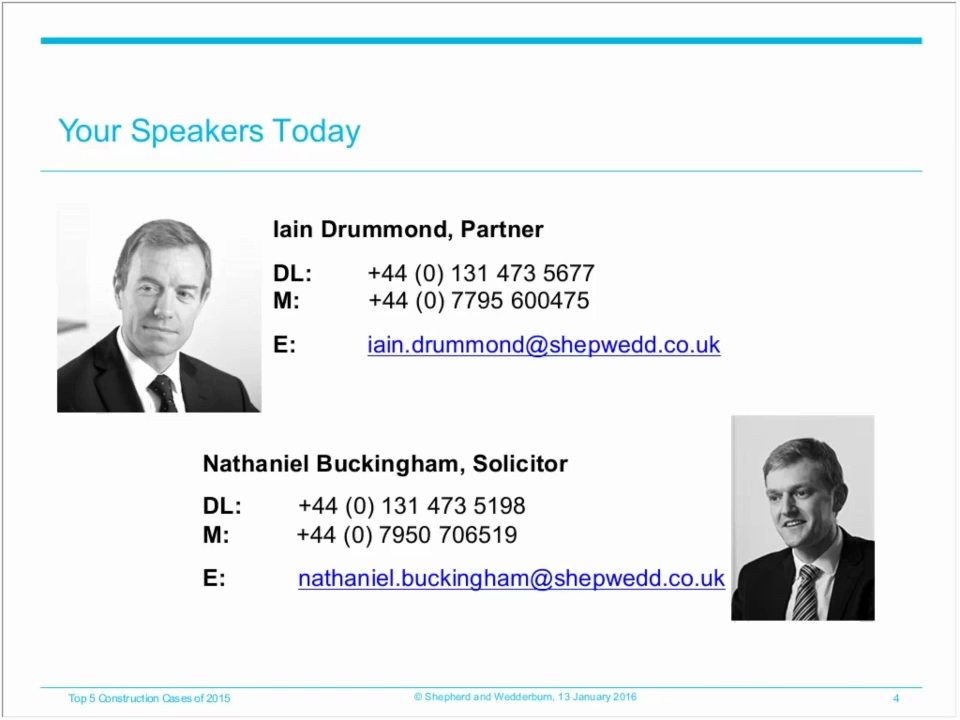 Your Speakers Today
Iain Drummond, Partner
DL: +44 (0) 131 473 5677
M: +44 (0) 7795 600475
E: iain.drummond@shepwedd.co.uk
Nathaniel Buckingham, Solicitor
DL: +44 (0) 131 473 5198
M: +44 (0) 7950 706519
E: nathaniel.buckingham@shepwedd.co.uk
Top 5 Construction Cases of 2015
© Shepherd and Wedderburn, 13 January 2016
4